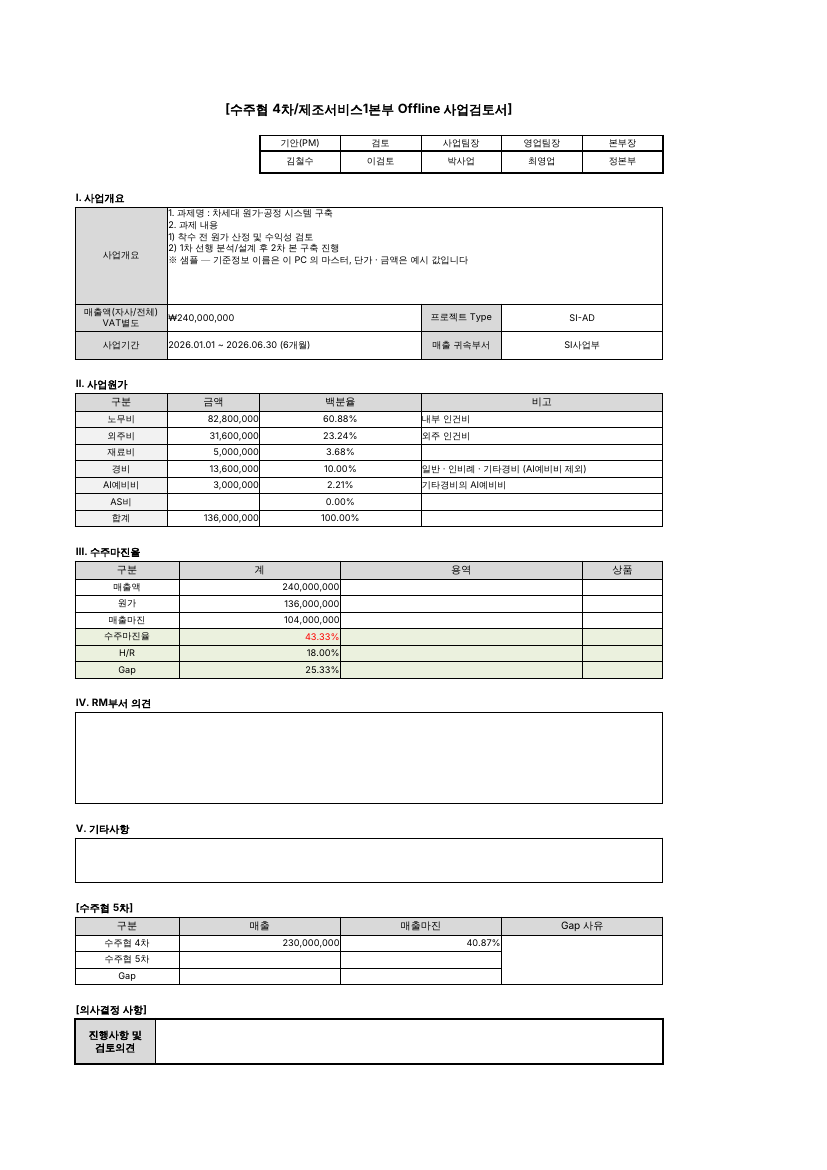 [수주협 4차/제조서비스1본부 Offline 사업검토서]
기안(PM) 검토 사업팀장 영업팀장 본부장
김철수 이검토 박사업 최영업 정본부
I. 사업개요
사업개요
1. 과제명 : 차세대 원가·공정 시스템 구축
2. 과제 내용
1) 착수 전 원가 산정 및 수익성 검토
2) 1차 선행 분석/설계 후 2차 본 구축 진행
※ 샘플 — 기준정보 이름은 이 PC 의 마스터, 단가 · 금액은 예시 값입니다
매출액(자사/전체)
VAT별도
₩240,000,000 프로젝트 Type SI-AD
사업기간 2026.01.01 ~ 2026.06.30 (6개월) 매출 귀속부서 SI사업부
II. 사업원가
구분 금액 백분율 비고
노무비 82,800,000 60.88% 내부 인건비
외주비 31,600,000 23.24% 외주 인건비
재료비 5,000,000 3.68%
경비 13,600,000 10.00% 일반 · 인비례 · 기타경비 (AI예비비 제외)
AI예비비 3,000,000 2.21% 기타경비의 AI예비비
AS비 0.00%
합계 136,000,000 100.00%
III. 수주마진율
구분 계 용역 상품
매출액 240,000,000
원가 136,000,000
매출마진 104,000,000
수주마진율 43.33%
H/R 18.00%
Gap 25.33%
IV. RM부서 의견
V. 기타사항
[수주협 5차]
구분 매출 매출마진 Gap 사유
수주협 4차 230,000,000 40.87%
수주협 5차
Gap
[의사결정 사항]
진행사항 및
검토의견